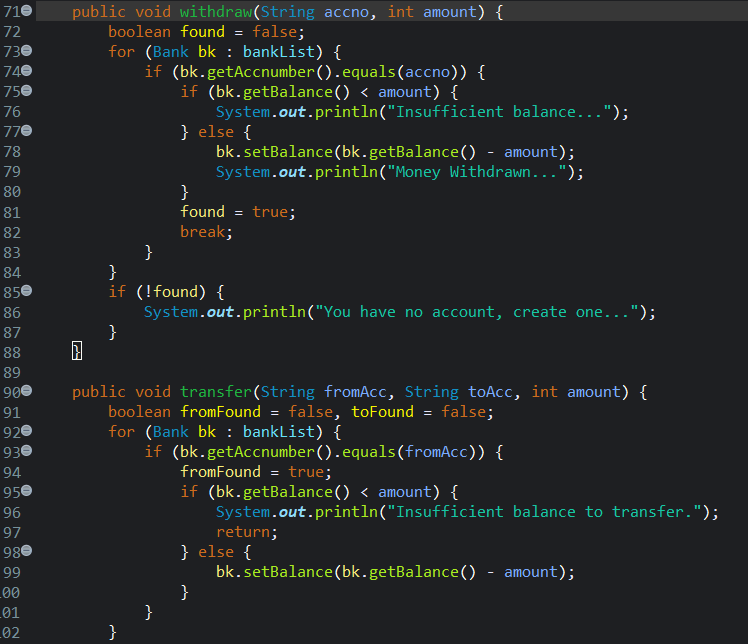 71 public void withdraw(String accno, int amount) {
72 boolean found = false;
73 for (Bank bk : bankList) {
74 if (bk.getAccnumber().equals(accno)) {
75 if (bk.getBalance() < amount) {
76 System.out.println("Insufficient balance...");
77 } else {
78 bk.setBalance(bk.getBalance() - amount);
79 System.out.println("Money Withdrawn...");
80 }
81 found = true;
82 break;
83 }
84 }
85 if (!found) {
86 System.out.println("You have no account, create one...");
87 }
88 }
89
90 public void transfer(String fromAcc, String toAcc, int amount) {
91 boolean fromFound = false, toFound = false;
92 for (Bank bk : bankList) {
93 if (bk.getAccnumber().equals(fromAcc)) {
94 fromFound = true;
95 if (bk.getBalance() < amount) {
96 System.out.println("Insufficient balance to transfer.");
97 return;
98 } else {
99 bk.setBalance(bk.getBalance() - amount);
00 }
01 }
02 }